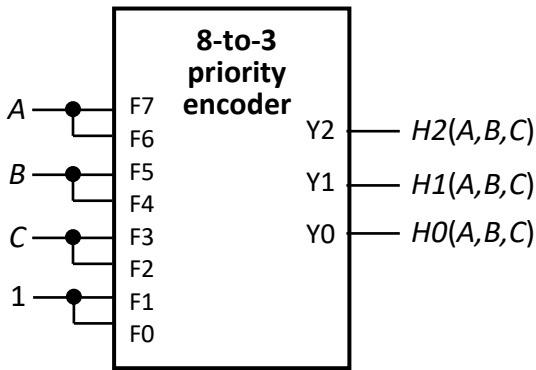 8-to-3
priority
encoder
A
F7
F6
B
F5
F4
C
F3
F2
1
F1
F0
Y2
H2(A,B,C)
Y1
H1(A,B,C)
Y0
H0(A,B,C)